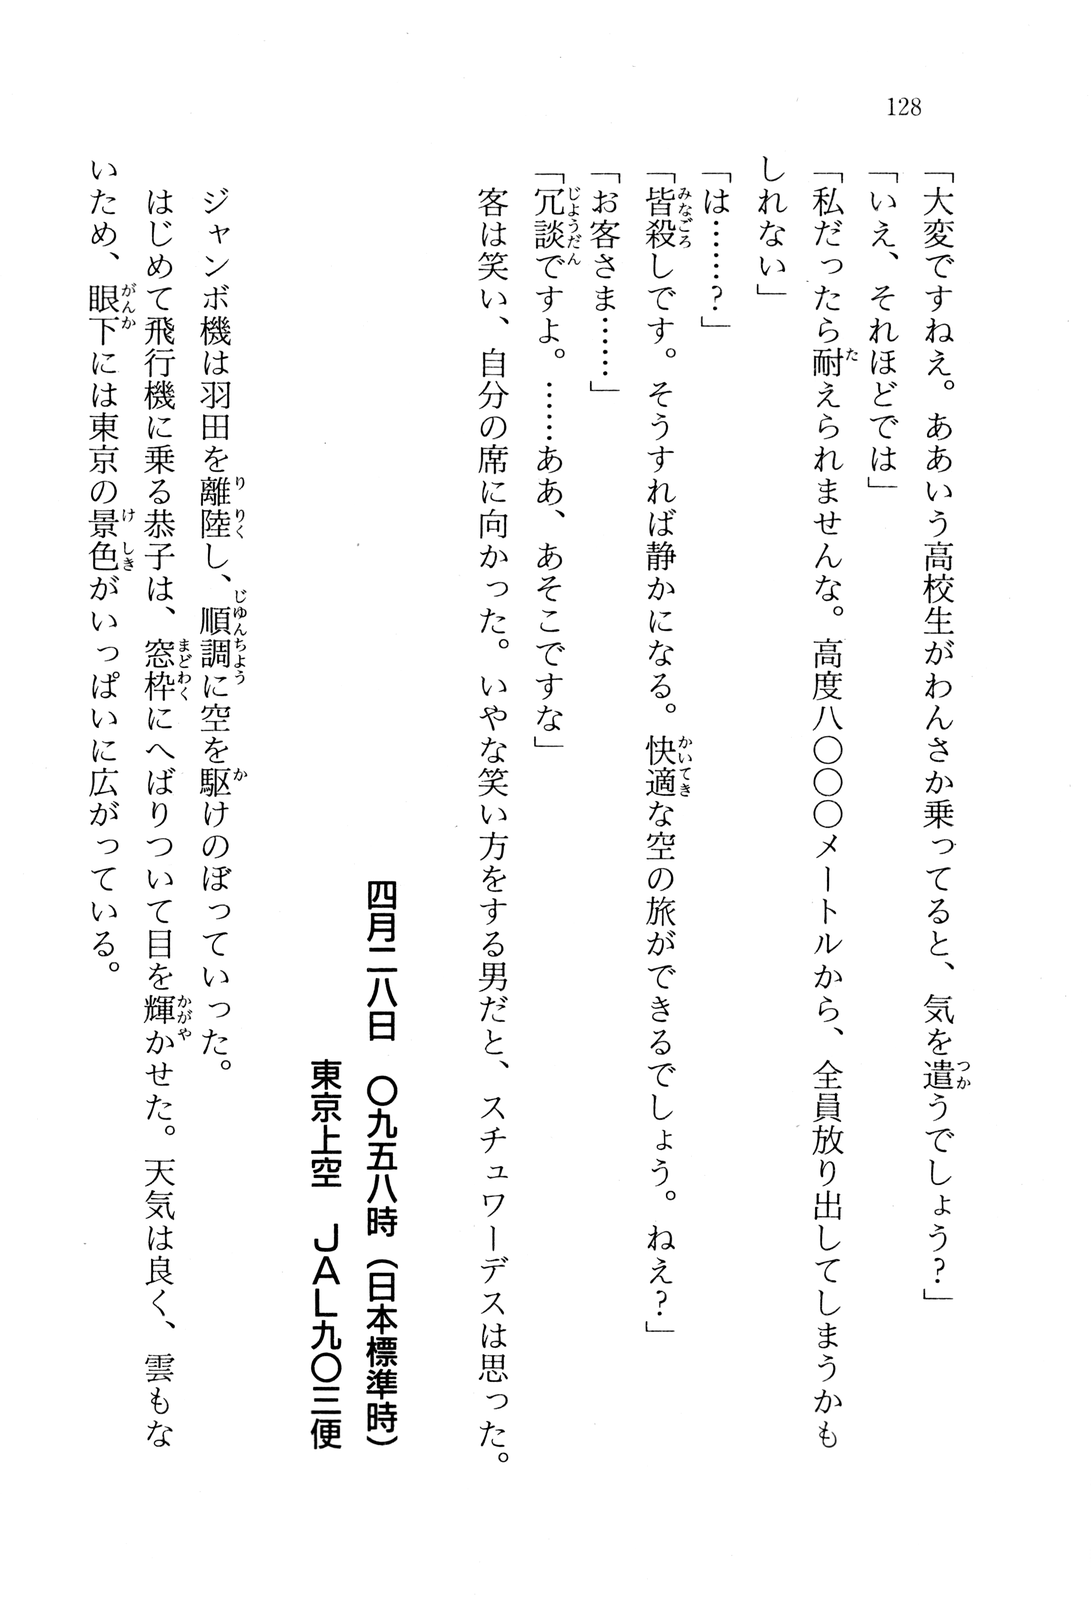 128
「大変ですねえ。ああいう高校生がわんさか乗ってると、気を遣うでしょう?」
「いえ、それほどでは」
「私だったら耐えられませんな。高度八〇〇〇メートルから、全員放り出してしまうかも
しれない」
「は……?」
「皆殺しです。そうすれば静かになる。快適な空の旅ができるでしょう。ねえ?」
「お客さま……」
「冗談ですよ。……ああ、あそこですな」
客は笑い、自分の席に向かった。いやな笑い方をする男だと、スチュワーデスは思った。
四月二八日　〇九五八時(日本標準時)
東京上空　JAL九〇三便
ジャンボ機は羽田を離陸し、順調に空を駆けのぼっていった。
はじめて飛行機に乗る恭子は、窓枠にへばりついて目を輝かせた。天気は良く、雲もな
いため、眼下には東京の景色がいっぱいに広がっている。